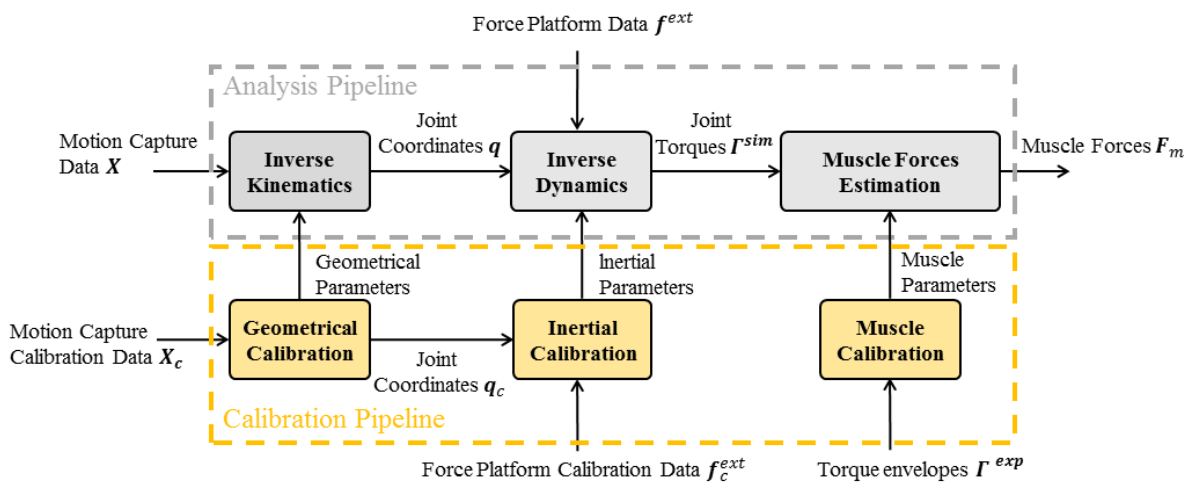 Force Platform Data f^ext
Analysis Pipeline
Motion Capture
Data X
Inverse
Kinematics
Joint
Coordinates q
Inverse
Dynamics
Joint
Torques Γ^sim
Muscle Forces
Estimation
Muscle Forces F_m
Geometrical
Parameters
Inertial
Parameters
Muscle
Parameters
Motion Capture
Calibration Data X_c
Geometrical
Calibration
Joint
Coordinates q_c
Inertial
Calibration
Muscle
Calibration
Calibration Pipeline
Force Platform Calibration Data f_c^ext
Torque envelopes Γ^exp